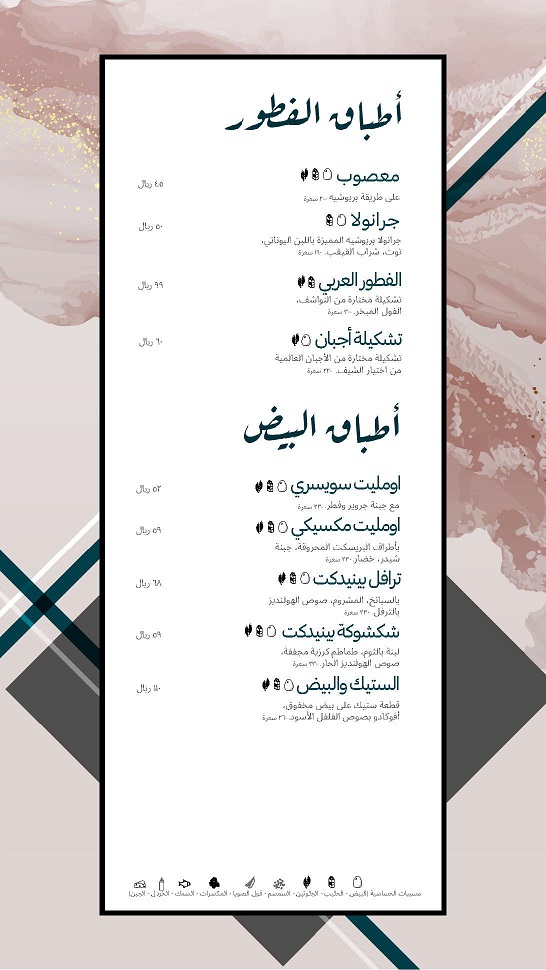 أطباق الفطور
معصوب
٤٥ ريال
على طريقة بريوشيه ٢٠٠ سعرة
جرانولا
٥٠ ريال
جرانولا بريوشيه المميزة باللبن اليوناني،
توت، شراب القيقب. ١٩٠ سعرة
الفطور العربي
٩٩ ريال
تشكيلة مختارة من النواشف،
الفول المبخر. ٣٠٠ سعرة
تشكيلة أجبان
٦٠ ريال
تشكيلة مختارة من الأجبان العالمية
من اختيار الشيف. ٢٢٠ سعرة
أطباق البيض
اومليت سويسري
٥٢ ريال
مع جبنة جروير وفطر. ٢٣٠ سعرة
اومليت مكسيكي
٥٩ ريال
بأطراف البريسكت المحروقة، جبنة
شيدر، خضار. ٢٣٠ سعرة
ترافل بينيدكت
٦٨ ريال
بالسبانخ، المشروم، صوص الهولنديز
بالترفل. ٢٣٠ سعرة
شكشوكة بينيدكت
٥٩ ريال
لبنة بالثوم، طماطم كرزية مجففة،
صوص الهولنديز الحار. ٣٣٠ سعرة
الستيك والبيض
ريال
قطعة ستيك على بيض مخفوق،
أفوكادو بصوص الفلفل الأسود. ٢٦٠ سعرة
مسببات الحساسية (البيض - الحليب - الجلوتين - السمسم - فول الصويا - المكسرات - السمك - الخردل - الجبن)